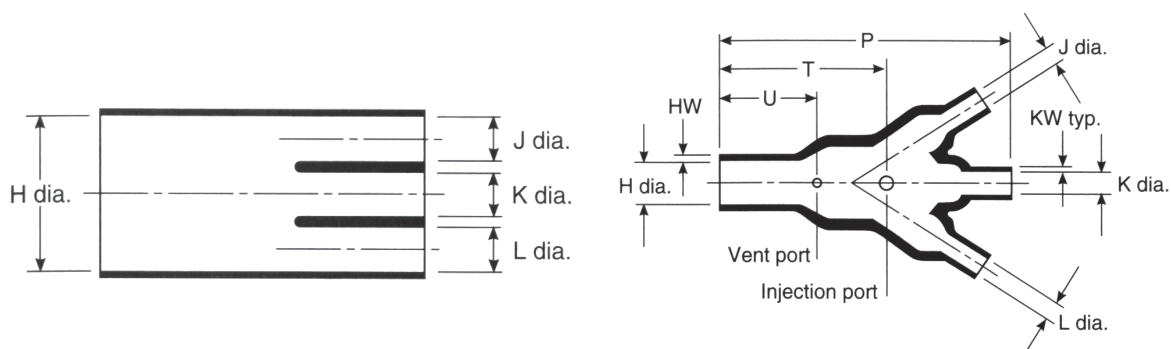 H dia.
J dia.
K dia.
L dia.
P
T
U
HW
H dia.
J dia.
KW typ.
K dia.
Vent port
Injection port
L dia.